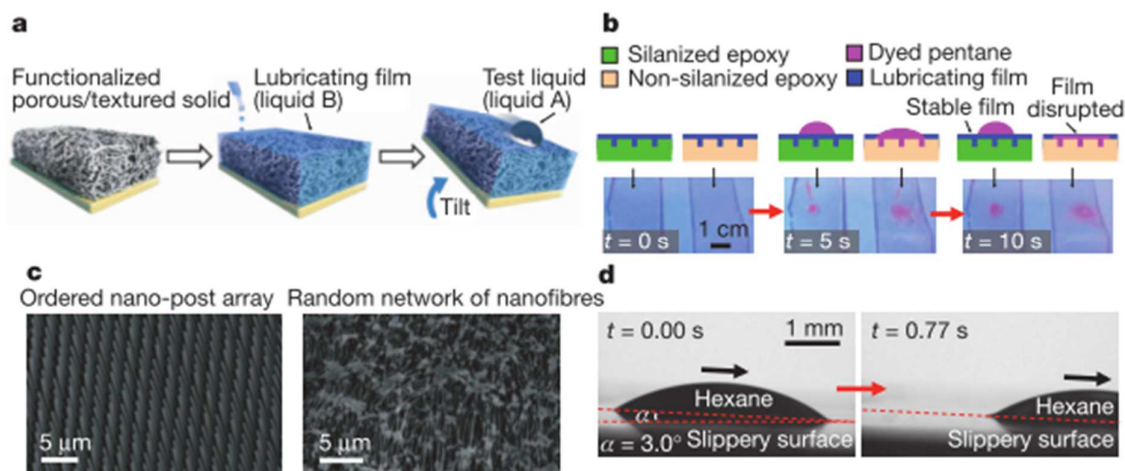 a
Functionalized
porous/textured solid
Lubricating film
(liquid B)
Test liquid
(liquid A)
Tilt
b
Silanized epoxy
Dyed pentane
Non-silanized epoxy
Lubricating film
Stable film
Film
disrupted
t = 0 s
1 cm
t = 5 s
t = 10 s
c
Ordered nano-post array
Random network of nanofibres
5 μm
5 μm
d
t = 0.00 s
1 mm
t = 0.77 s
Hexane
α
α = 3.0°
Slippery surface
Hexane
Slippery surface